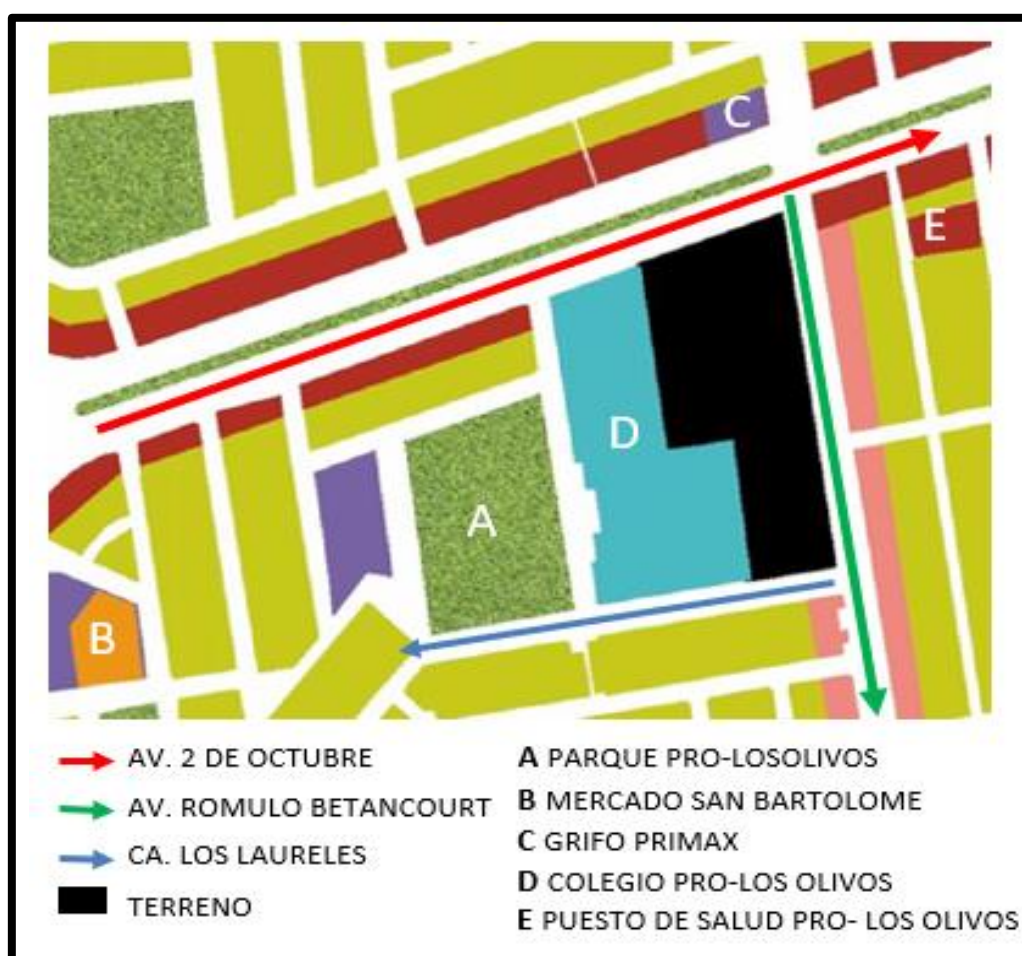 C
E
D
A
B
AV. 2 DE OCTUBRE
AV. ROMULO BETANCOURT
CA. LOS LAURELES
TERRENO
A PARQUE PRO-LOSOLIVOS
B MERCADO SAN BARTOLOME
C GRIFO PRIMAX
D COLEGIO PRO-LOS OLIVOS
E PUESTO DE SALUD PRO- LOS OLIVOS